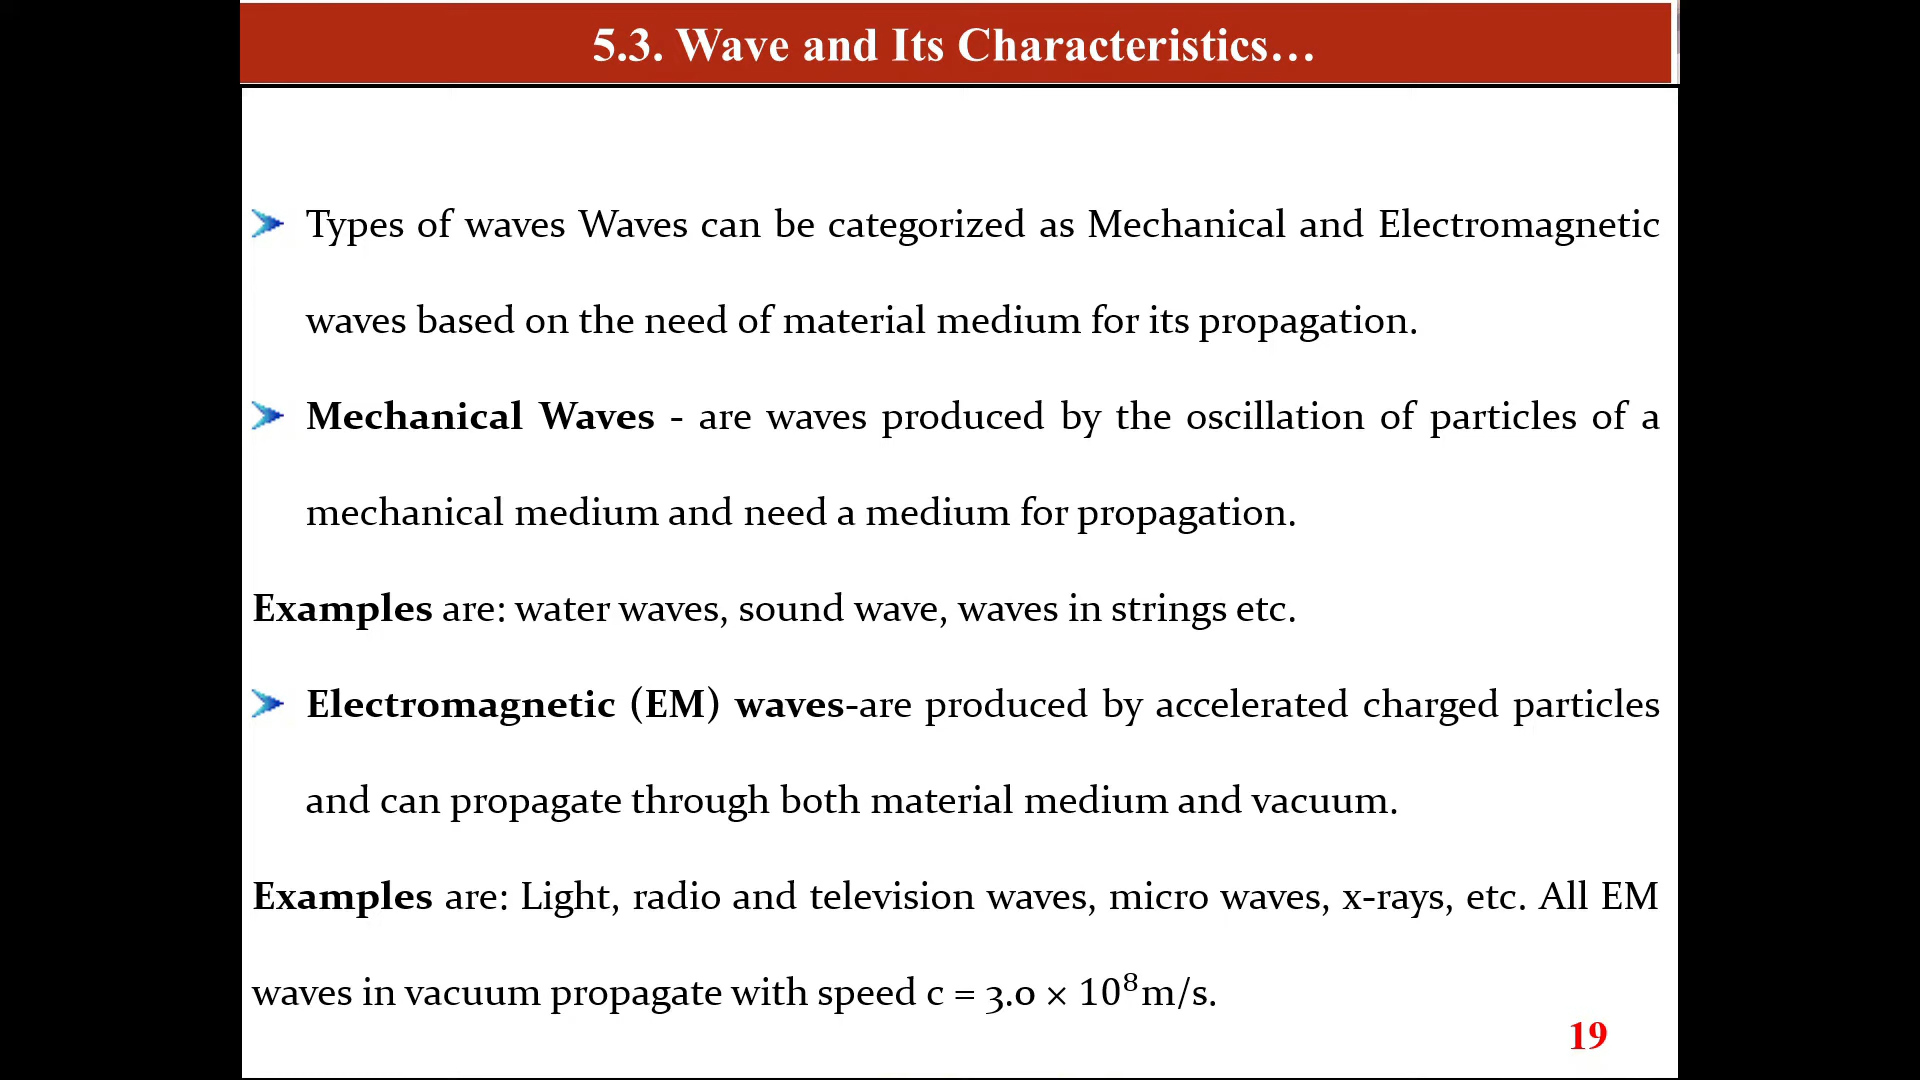 5.3. Wave and Its Characteristics…
Types of waves Waves can be categorized as Mechanical and Electromagnetic
waves based on the need of material medium for its propagation.
Mechanical Waves - are waves produced by the oscillation of particles of a
mechanical medium and need a medium for propagation.
Examples are: water waves, sound wave, waves in strings etc.
Electromagnetic (EM) waves-are produced by accelerated charged particles
and can propagate through both material medium and vacuum.
Examples are: Light, radio and television waves, micro waves, x-rays, etc. All EM
waves in vacuum propagate with speed c = 3.0 × 10⁸m/s.
19